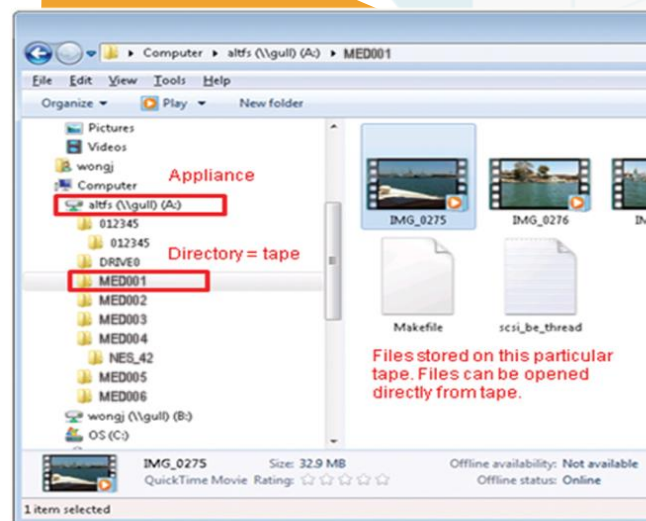 Computer ▸ altfs (\\gull) (A:) ▸ MED001
File Edit View Tools Help
Organize Play New folder
Pictures
Videos
wongj
Computer
Appliance
altfs (\\gull) (A:)
012345
012345
DRIVE0
Directory = tape
MED001
MED002
MED003
MED004
NES_42
MED005
MED006
wongj (\\gull) (B:)
OS (C:)
IMG_0275 IMG_0276
Makefile scsi_be_thread
Files stored on this particular
tape. Files can be opened
directly from tape.
IMG_0275 Size: 32.9 MB Offline availability: Not available
QuickTime Movie Rating: Offline status: Online
1 item selected